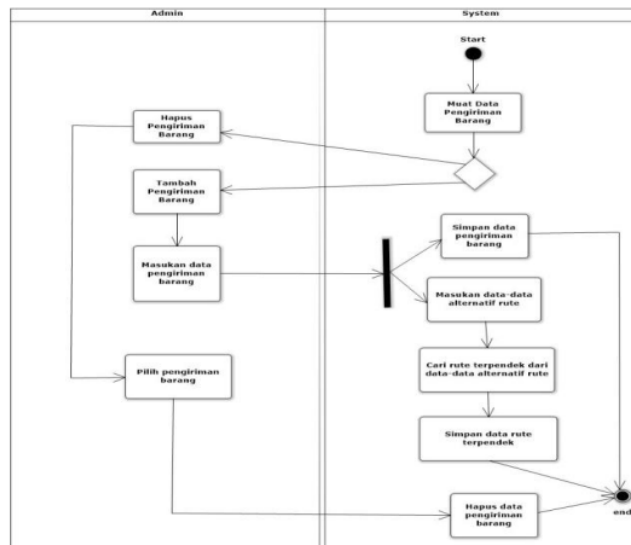 Admin
System
Start
Muat Data
Pengiriman
Barang
Hapus
Pengiriman
Barang
Tambah
Pengiriman
Barang
Masukan data
pengiriman
barang
Simpan data
pengiriman
barang
Masukan data-data
alternatif rute
Cari rute terpendek dari
data-data alternatif rute
Pilih pengiriman
barang
Simpan data rute
terpendek
Hapus data
pengiriman
barang
end